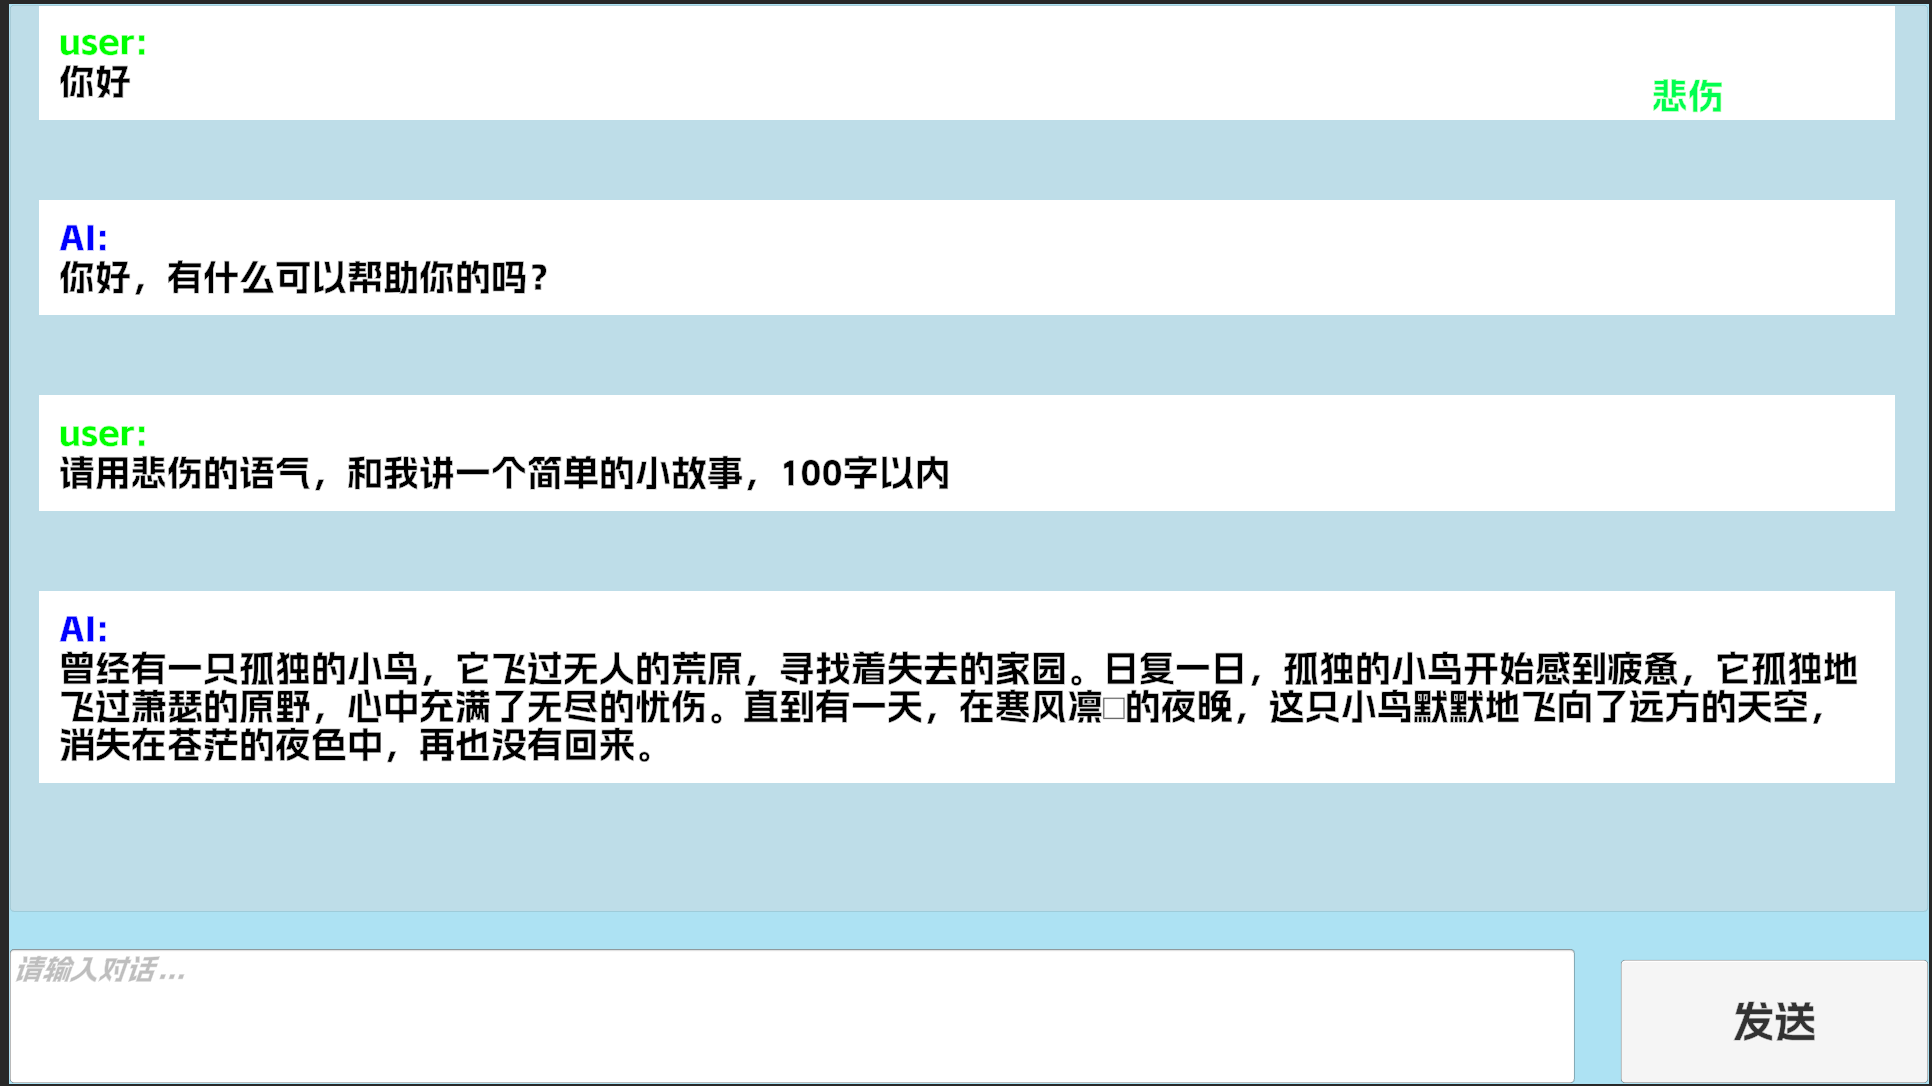 user:
你好
悲伤
AI:
你好，有什么可以帮助你的吗？
user:
请用悲伤的语气，和我讲一个简单的小故事，100字以内
AI:
曾经有一只孤独的小鸟，它飞过无人的荒原，寻找着失去的家园。日复一日，孤独的小鸟开始感到疲惫，它孤独地
飞过萧瑟的原野，心中充满了无尽的忧伤。直到有一天，在寒风凛□的夜晚，这只小鸟默默地飞向了远方的天空，
消失在苍茫的夜色中，再也没有回来。
请输入对话...
发送